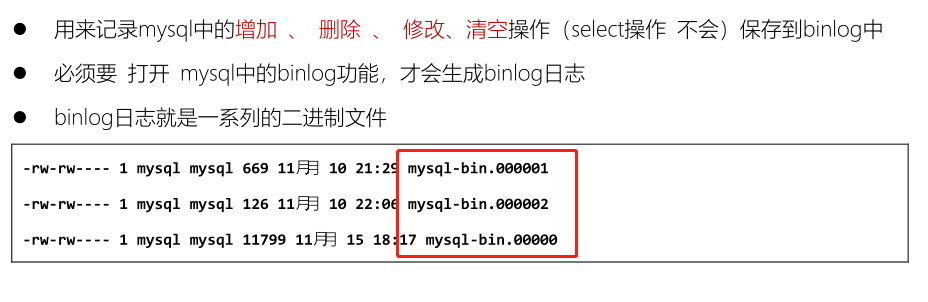 ● 用来记录mysql中的增加 、 删除 、 修改、清空操作（select操作 不会）保存到binlog中
● 必须要 打开 mysql中的binlog功能，才会生成binlog日志
● binlog日志就是一系列的二进制文件
-rw-rw---- 1 mysql mysql 669 11月月 10 21:29 mysql-bin.000001
-rw-rw---- 1 mysql mysql 126 11月月 10 22:06 mysql-bin.000002
-rw-rw---- 1 mysql mysql 11799 11月月 15 18:17 mysql-bin.00000